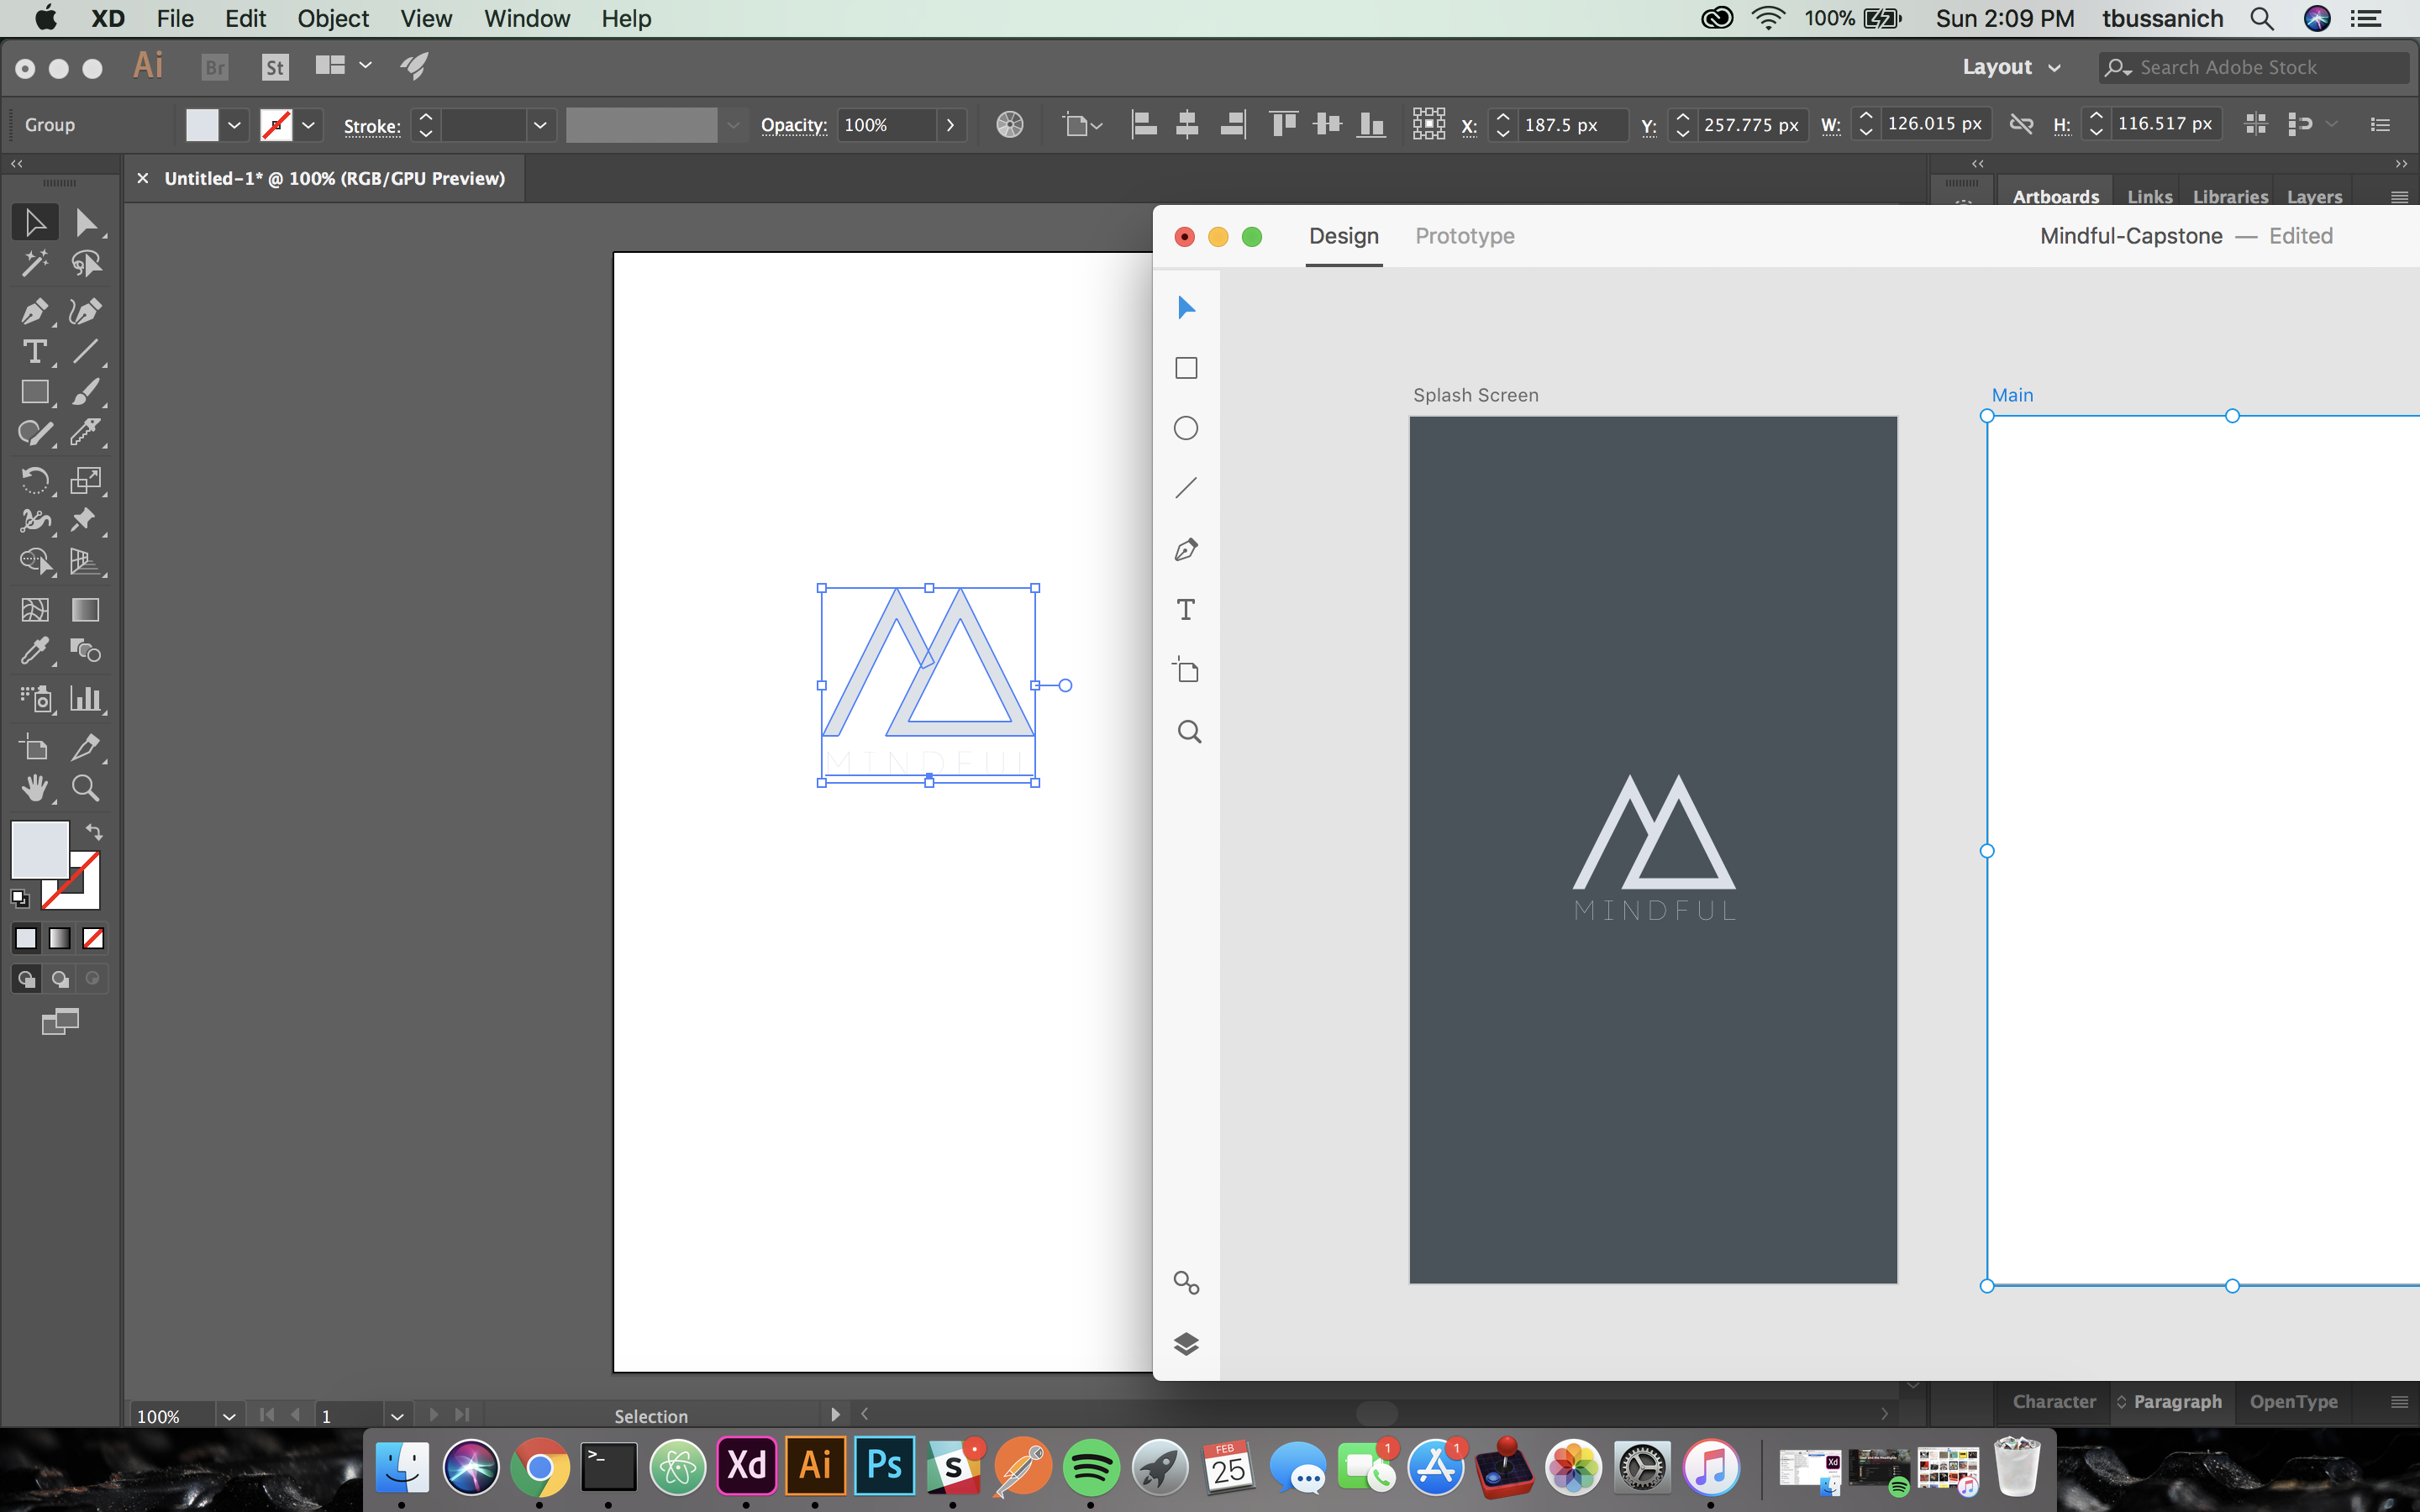 XD File Edit Object View Window Help 100% Sun 2:09 PM tbussanich
Ai Br St Layout Search Adobe Stock
Group Stroke: Opacity: 100% X: 187.5 px Y: 257.775 px W: 126.015 px H: 116.517 px
Untitled-1* @ 100% (RGB/GPU Preview)
Artboards Links Libraries Layers
Design Prototype Mindful-Capstone — Edited
Splash Screen Main
MINDFUL
MINDFUL
100% 1 Selection
Character Paragraph OpenType
Xd Ai Ps S FEB 25 1 1
Xd